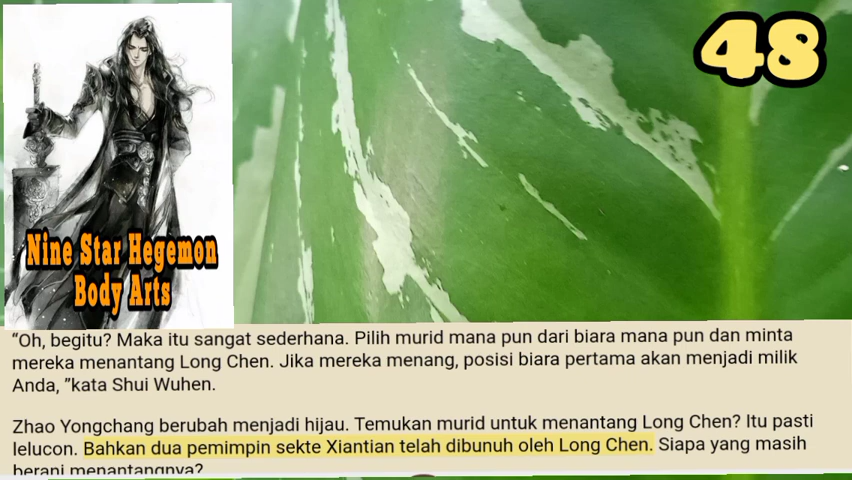 48
Nine Star Hegemon
Body Arts
“Oh, begitu? Maka itu sangat sederhana. Pilih murid mana pun dari biara mana pun dan minta
mereka menantang Long Chen. Jika mereka menang, posisi biara pertama akan menjadi milik
Anda, ”kata Shui Wuhen.
Zhao Yongchang berubah menjadi hijau. Temukan murid untuk menantang Long Chen? Itu pasti
lelucon. Bahkan dua pemimpin sekte Xiantian telah dibunuh oleh Long Chen. Siapa yang masih
berani menantangnya?